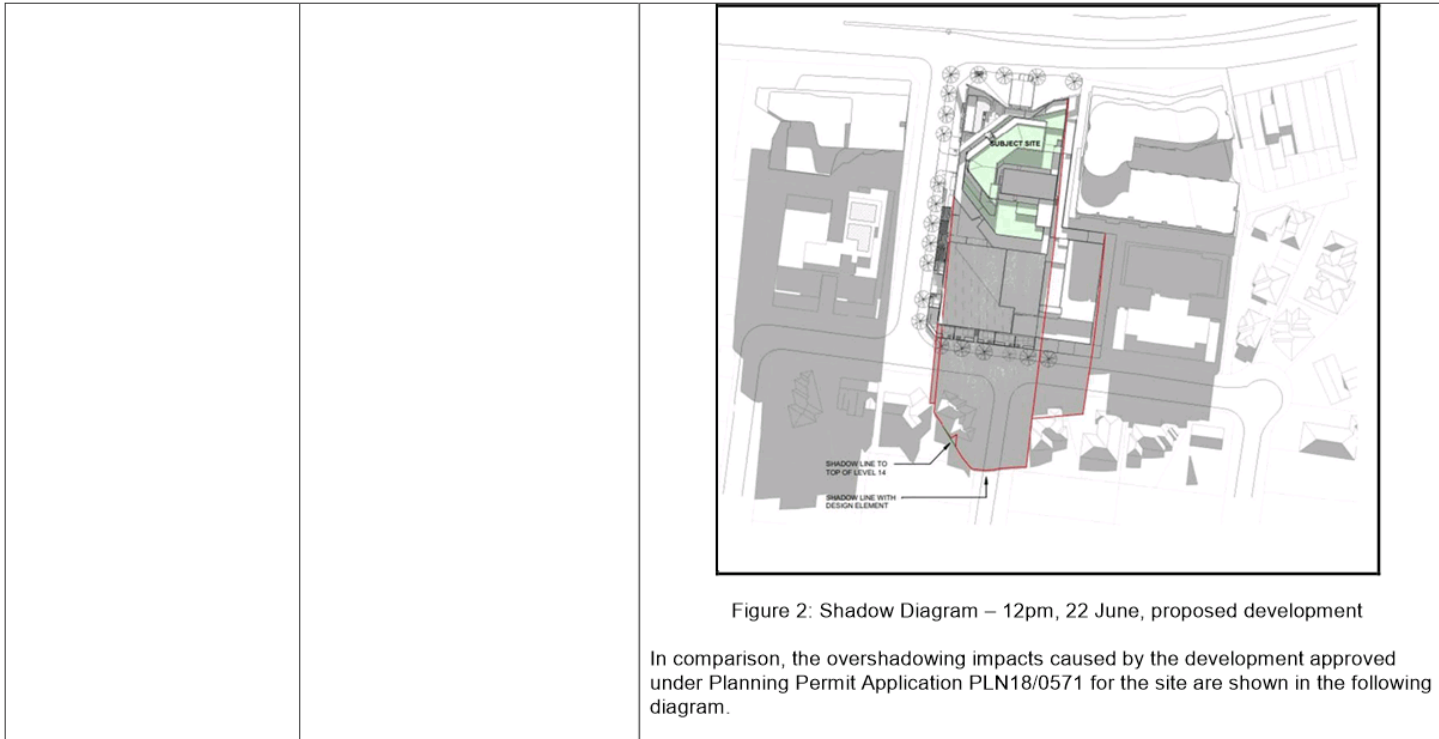 SUBJECT SITE
SHADOW LINE TO
TOP OF LEVEL 14
SHADOW LINE WITH
DESIGN ELEMENT
Figure 2: Shadow Diagram – 12pm, 22 June, proposed development
In comparison, the overshadowing impacts caused by the development approved
under Planning Permit Application PLN18/0571 for the site are shown in the following
diagram.